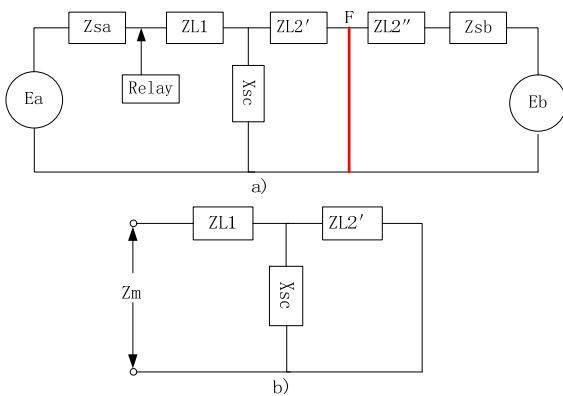 Zsa
ZL1
ZL2′
F
ZL2″
Zsb
Ea
Relay
Xsc
Eb
a)
ZL1
ZL2′
Zm
Xsc
b)